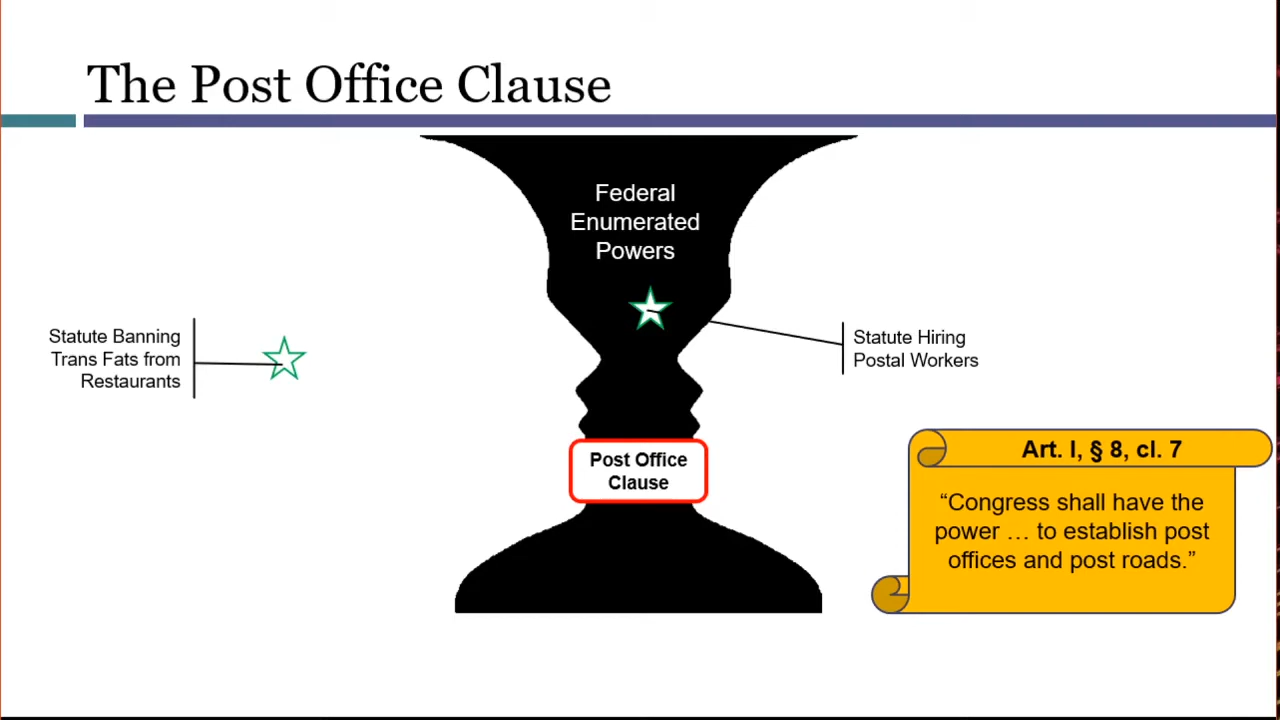 The Post Office Clause
Federal
Enumerated
Powers
Statute Banning
Trans Fats from
Restaurants
Statute Hiring
Postal Workers
Post Office
Clause
Art. I, § 8, cl. 7
“Congress shall have the
power … to establish post
offices and post roads.”